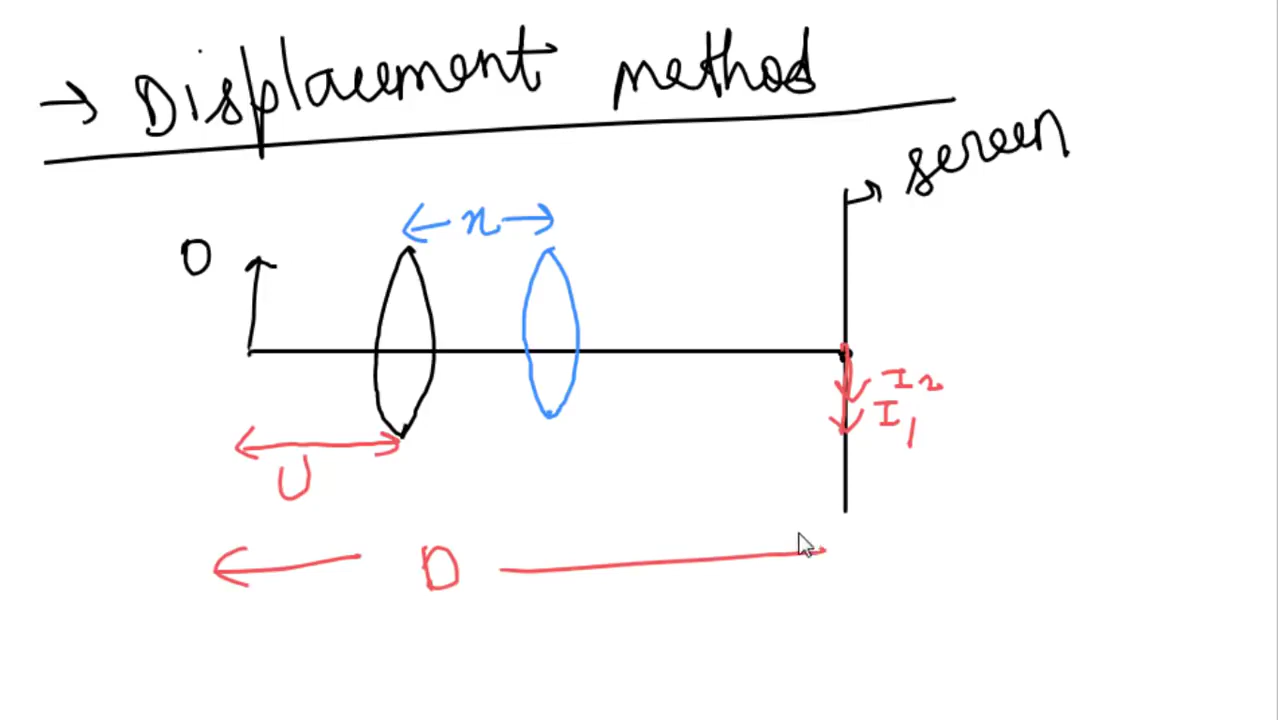 → Displacement method
screen
← x →
O
I2
I1
U
D